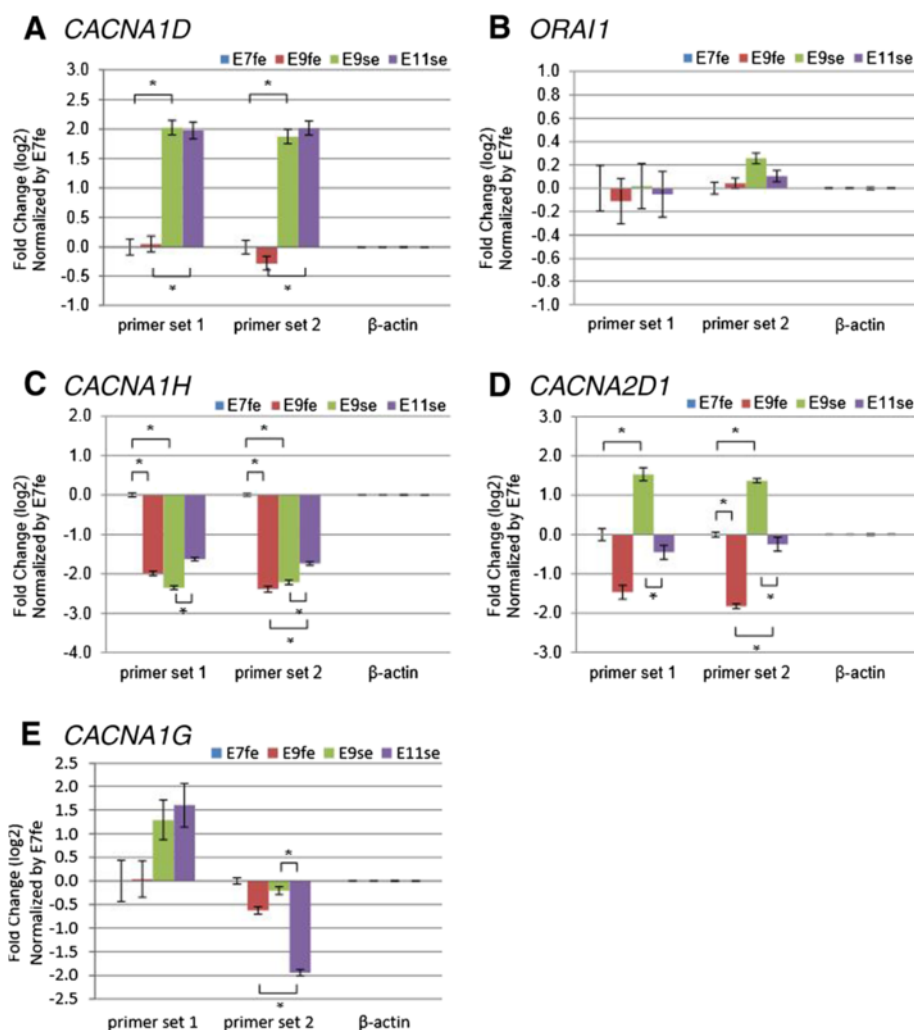 A CACNA1D
E7fe E9fe E9se E11se
Fold Change (log2)
Normalized by E7fe
3.0
2.5
2.0
1.5
1.0
0.5
0.0
-0.5
-1.0
* *
* *
primer set 1 primer set 2 β-actin
B ORAI1
E7fe E9fe E9se E11se
Fold Change (log2)
Normalized by E7fe
1.0
0.8
0.6
0.4
0.2
0.0
-0.2
-0.4
-0.6
-0.8
-1.0
primer set 1 primer set 2 β-actin
C CACNA1H
E7fe E9fe E9se E11se
Fold Change (log2)
Normalized by E7fe
2.0
1.0
0.0
-1.0
-2.0
-3.0
-4.0
* *
* *
* *
*
primer set 1 primer set 2 β-actin
D CACNA2D1
E7fe E9fe E9se E11se
Fold Change (log2)
Normalized by E7fe
3.0
2.0
1.0
0.0
-1.0
-2.0
-3.0
* *
*
* *
*
primer set 1 primer set 2 β-actin
E CACNA1G
E7fe E9fe E9se E11se
Fold Change (log2)
Normalized by E7fe
2.5
2.0
1.5
1.0
0.5
0.0
-0.5
-1.0
-1.5
-2.0
-2.5
*
*
primer set 1 primer set 2 β-actin